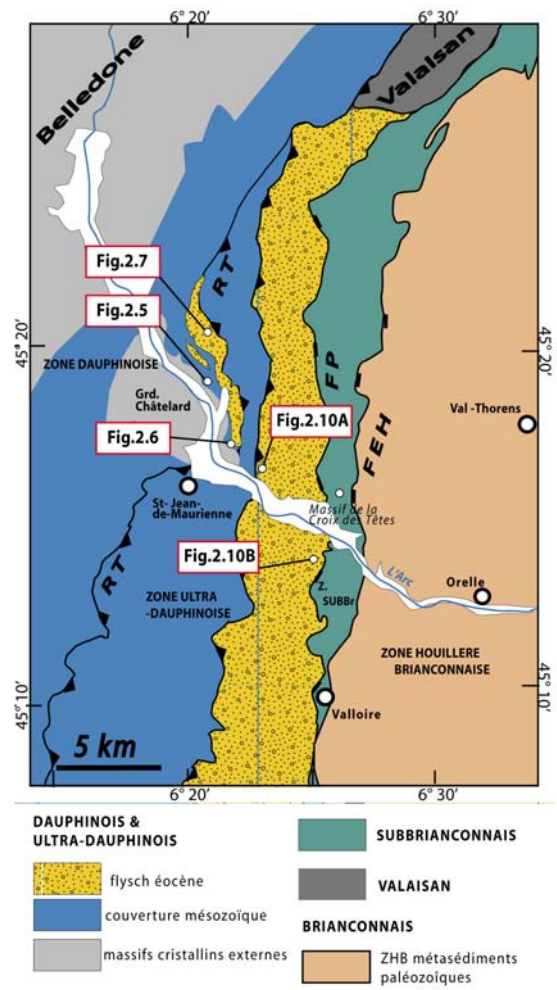 6° 20'
6° 30'
Belledone
Valaisan
Fig.2.7
RT
Fig.2.5
45° 20'
45° 20'
ZONE DAUPHINOISE
FP
Grd.
Châtelard
Fig.2.10A
Val -Thorens
Fig.2.6
FEH
St- Jean-
de-Maurienne
Massif de la
Croix des Têtes
RT
Fig.2.10B
L'Arc
Orelle
ZONE ULTRA
-DAUPHINOISE
Z.
SUBBr
ZONE HOUILLERE
BRIANCONNAISE
45° 10'
45° 10'
Valloire
5 km
6° 20'
6° 30'
DAUPHINOIS &
ULTRA-DAUPHINOIS
flysch éocène
couverture mésozoïque
massifs cristallins externes
SUBBRIANCONNAIS
VALAISAN
BRIANCONNAIS
ZHB métasédiments
paléozoïques